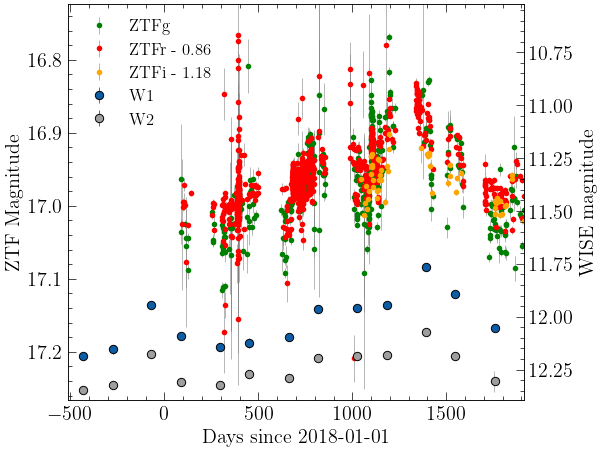 ZTFg
ZTFr - 0.86
ZTFi - 1.18
W1
W2
16.8
16.9
17.0
17.1
17.2
ZTF Magnitude
10.75
11.00
11.25
11.50
11.75
12.00
12.25
WISE magnitude
−500 0 500 1000 1500
Days since 2018-01-01